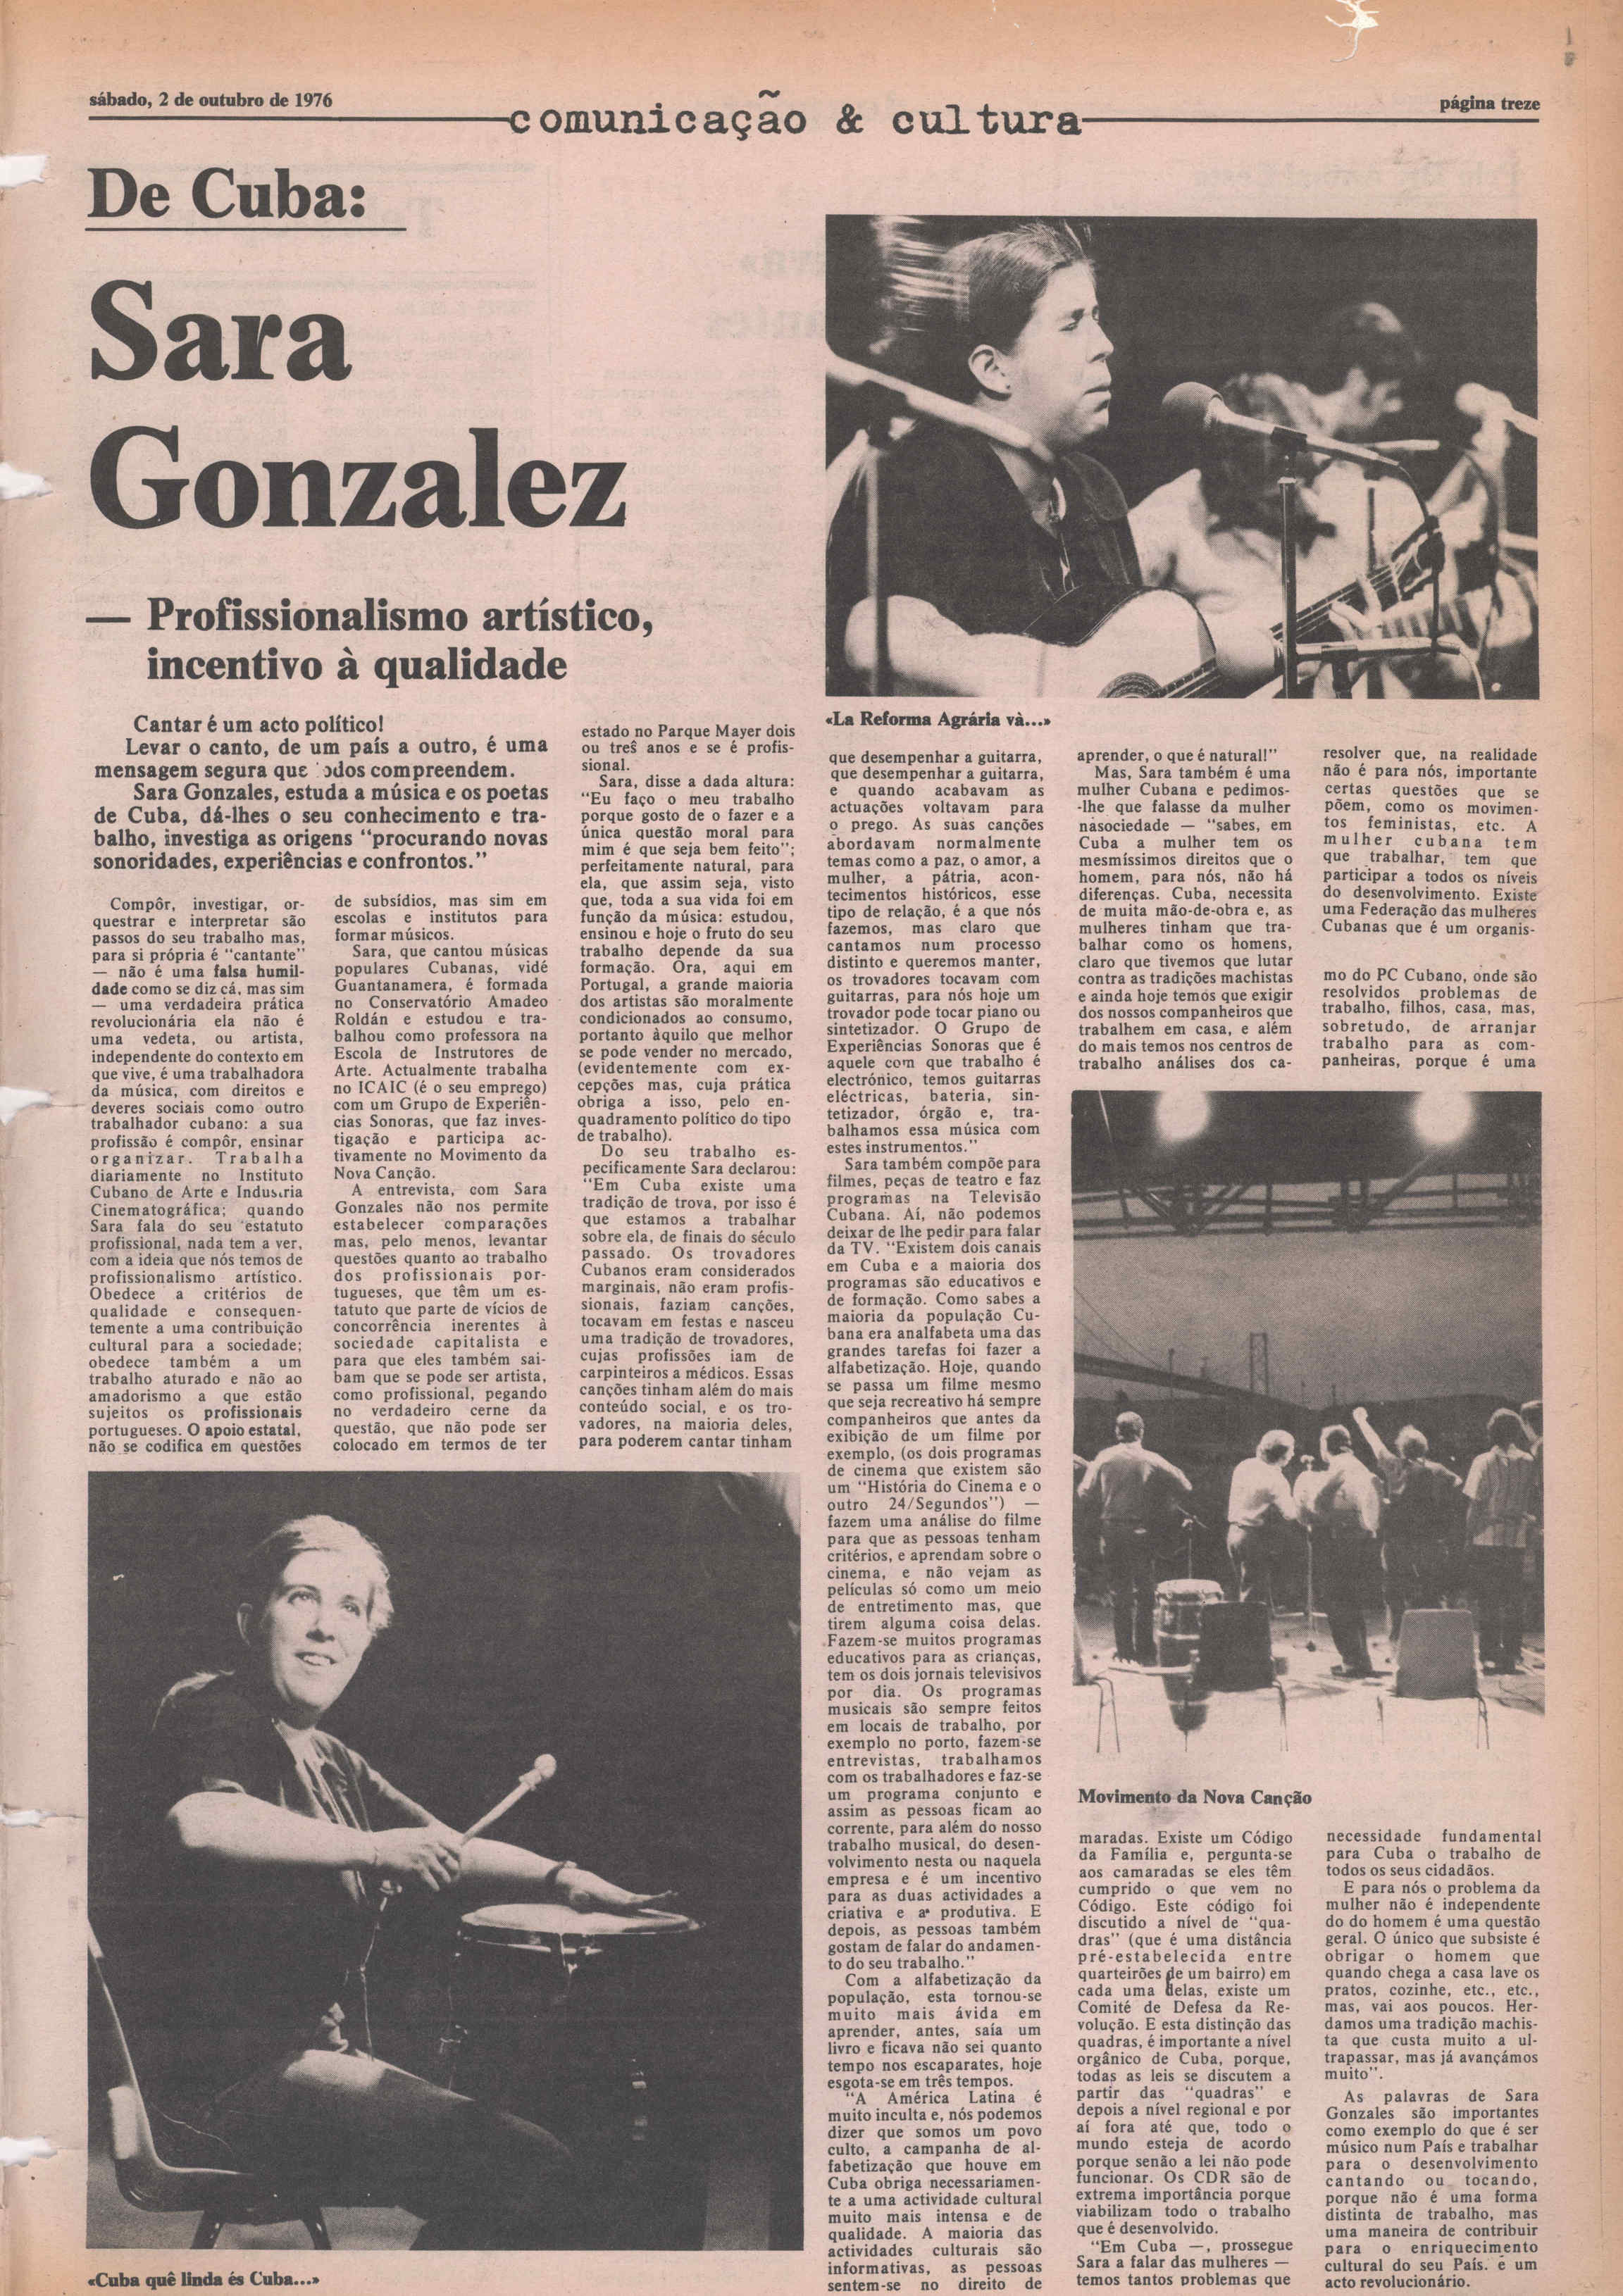 sábado, 2 de outubro de 1976
comunicação & cultura
página treze
De Cuba:
Sara
Gonzalez
— Profissionalismo artístico,
incentivo à qualidade
Cantar é um acto político!
Levar o canto, de um país a outro, é uma
mensagem segura que odos compreendem.
Sara Gonzales, estuda a música e os poetas
de Cuba, dá-lhes o seu conhecimento e tra-
balho, investiga as origens "procurando novas
sonoridades, experiências e confrontos."
Compôr, investigar, or-
questrar e interpretar são
passos do seu trabalho mas,
para si própria é "cantante"
— não é uma falsa humil-
dade como se diz cá, mas sim
— uma verdadeira prática
revolucionária ela não é
uma vedeta, ou artista,
independente do contexto em
que vive, é uma trabalhadora
da música, com direitos e
deveres sociais como outro
trabalhador cubano: a sua
profissão é compôr, ensinar
organizar. Trabalha
diariamente no Instituto
Cubano de Arte e Industria
Cinematográfica; quando
Sara fala do seu estatuto
profissional, nada tem a ver,
com a ideia que nós temos de
profissionalismo artístico.
Obedece a critérios de
qualidade e consequen-
temente a uma contribuição
cultural para a sociedade;
obedece também a um
trabalho aturado e não ao
amadorismo a que estão
sujeitos os profissionais
portugueses. O apoio estatal,
não se codifica em questões
de subsídios, mas sim em
escolas e institutos para
formar músicos.
Sara, que cantou músicas
populares Cubanas, vidé
Guantanamera, é formada
no Conservatório Amadeo
Roldán e estudou e tra-
balhou como professora na
Escola de Instrutores de
Arte. Actualmente trabalha
no ICAIC (é o seu emprego)
com um Grupo de Experiên-
cias Sonoras, que faz inves-
tigação e participa ac-
tivamente no Movimento da
Nova Canção.
A entrevista, com Sara
Gonzales não nos permite
estabelecer comparações
mas, pelo menos, levantar
questões quanto ao trabalho
dos profissionais por-
tugueses, que têm um es-
tatuto que parte de vícios de
concorrência inerentes à
sociedade capitalista e
para que eles também sai-
bam que se pode ser artista,
como profissional, pegando
no verdadeiro cerne da
questão, que não pode ser
colocado em termos de ter
estado no Parque Mayer dois
ou três anos e se é profis-
sional.
Sara, disse a dada altura:
"Eu faço o meu trabalho
porque gosto de o fazer e a
única questão moral para
mim é que seja bem feito";
perfeitamente natural, para
ela, que assim seja, visto
que, toda a sua vida foi em
função da música: estudou,
ensinou e hoje o fruto do seu
trabalho depende da sua
formação. Ora, aqui em
Portugal, a grande maioria
dos artistas são moralmente
condicionados ao consumo,
portanto àquilo que melhor
se pode vender no mercado,
(evidentemente com ex-
cepções mas, cuja prática
obriga a isso, pelo en-
quadramento político do tipo
de trabalho).
Do seu trabalho es-
pecificamente Sara declarou:
"Em Cuba existe uma
tradição de trova, por isso é
que estamos a trabalhar
sobre ela, de finais do século
passado. Os trovadores
Cubanos eram considerados
marginais, não eram profis-
sionais, faziam canções,
tocavam em festas e nasceu
uma tradição de trovadores,
cujas profissões iam de
carpinteiros a médicos. Essas
canções tinham além do mais
conteúdo social, e os tro-
vadores, na maioria deles,
para poderem cantar tinham
«Cuba quê linda és Cuba...»
«La Reforma Agrária và...»
que desempenhar a guitarra,
que desempenhar a guitarra,
e quando acabavam as
actuações voltavam para
o prego. As suas canções
abordavam normalmente
temas como a paz, o amor, a
mulher, a pátria, acon-
tecimentos históricos, esse
tipo de relação, é a que nós
fazemos, mas claro que
cantamos num processo
distinto e queremos manter,
os trovadores tocavam com
guitarras, para nós hoje um
trovador pode tocar piano ou
sintetizador. O Grupo de
Experiências Sonoras que é
aquele com que trabalho é
electrónico, temos guitarras
eléctricas, bateria, sin-
tetizador, órgão e, tra-
balhamos essa música com
estes instrumentos."
Sara também compõe para
filmes, peças de teatro e faz
programas na Televisão
Cubana. Aí, não podemos
deixar de lhe pedir para falar
da TV. "Existem dois canais
em Cuba e a maioria dos
programas são educativos e
de formação. Como sabes a
maioria da população Cu-
bana era analfabeta uma das
grandes tarefas foi fazer a
alfabetização. Hoje, quando
se passa um filme mesmo
que seja recreativo há sempre
companheiros que antes da
exibição de um filme por
exemplo, (os dois programas
de cinema que existem são
um "História do Cinema e o
outro 24/Segundos") —
fazem uma análise do filme
para que as pessoas tenham
critérios, e aprendam sobre o
cinema, e não vejam as
películas só como um meio
de entretimento mas, que
tirem alguma coisa delas.
Fazem-se muitos programas
educativos para as crianças,
tem os dois jornais televisivos
por dia. Os programas
musicais são sempre feitos
em locais de trabalho, por
exemplo no porto, fazem-se
entrevistas, trabalhamos
com os trabalhadores e faz-se
um programa conjunto e
assim as pessoas ficam ao
corrente, para além do nosso
trabalho musical, do desen-
volvimento nesta ou naquela
empresa e é um incentivo
para as duas actividades a
criativa e a produtiva. E
depois, as pessoas também
gostam de falar do andamen-
to do seu trabalho."
Com a alfabetização da
população, esta tornou-se
muito mais ávida em
aprender, antes, saía um
livro e ficava não sei quanto
tempo nos escaparates, hoje
esgota-se em três tempos.
"A América Latina é
muito inculta e, nós podemos
dizer que somos um povo
culto, a campanha de al-
fabetização que houve em
Cuba obriga necessariamen-
te a uma actividade cultural
muito mais intensa e de
qualidade. A maioria das
actividades culturais são
informativas, as pessoas
sentem-se no direito de
aprender, o que é natural!"
Mas, Sara também é uma
mulher Cubana e pedimos-
-lhe que falasse da mulher
nasociedade — "sabes, em
Cuba a mulher tem os
mesmíssimos direitos que o
homem, para nós, não há
diferenças. Cuba, necessita
de muita mão-de-obra e, as
mulheres tinham que tra-
balhar como os homens,
claro que tivemos que lutar
contra as tradições machistas
e ainda hoje temos que exigir
dos nossos companheiros que
trabalhem em casa, e além
do mais temos nos centros de
trabalho análises dos ca-
resolver que, na realidade
não é para nós, importante
certas questões que se
põem, como os movimen-
tos feministas, etc. A
mulher cubana tem
que trabalhar, tem que
participar a todos os níveis
do desenvolvimento. Existe
uma Federação das mulheres
Cubanas que é um organis-
mo do PC Cubano, onde são
resolvidos problemas de
trabalho, filhos, casa, mas,
sobretudo, de arranjar
trabalho para as com-
panheiras, porque é uma
Movimento da Nova Canção
maradas. Existe um Código
da Família e, pergunta-se
aos camaradas se eles têm
cumprido o que vem no
Código. Este código foi
discutido a nível de "qua-
dras" (que é uma distância
pré-estabelecida entre
quarteirões de um bairro) em
cada uma delas, existe um
Comité de Defesa da Re-
volução. E esta distinção das
quadras, é importante a nível
orgânico de Cuba, porque,
todas as leis se discutem a
partir das "quadras" e
depois a nível regional e por
aí fora até que, todo o
mundo esteja de acordo
porque senão a lei não pode
funcionar. Os CDR são de
extrema importância porque
viabilizam todo o trabalho
que é desenvolvido.
"Em Cuba —, prossegue
Sara a falar das mulheres —
temos tantos problemas que
necessidade fundamental
para Cuba o trabalho de
todos os seus cidadãos.
E para nós o problema da
mulher não é independente
do do homem é uma questão
geral. O único que subsiste é
obrigar o homem que
quando chega a casa lave os
pratos, cozinhe, etc., etc.,
mas, vai aos poucos. Her-
damos uma tradição machis-
ta que custa muito a ul-
trapassar, mas já avançámos
muito".
As palavras de Sara
Gonzales são importantes
como exemplo do que é ser
músico num País e trabalhar
para o desenvolvimento
cantando ou tocando,
porque não é uma forma
distinta de trabalho, mas
uma maneira de contribuir
para o enriquecimento
cultural do seu País. é um
acto revolucionário.